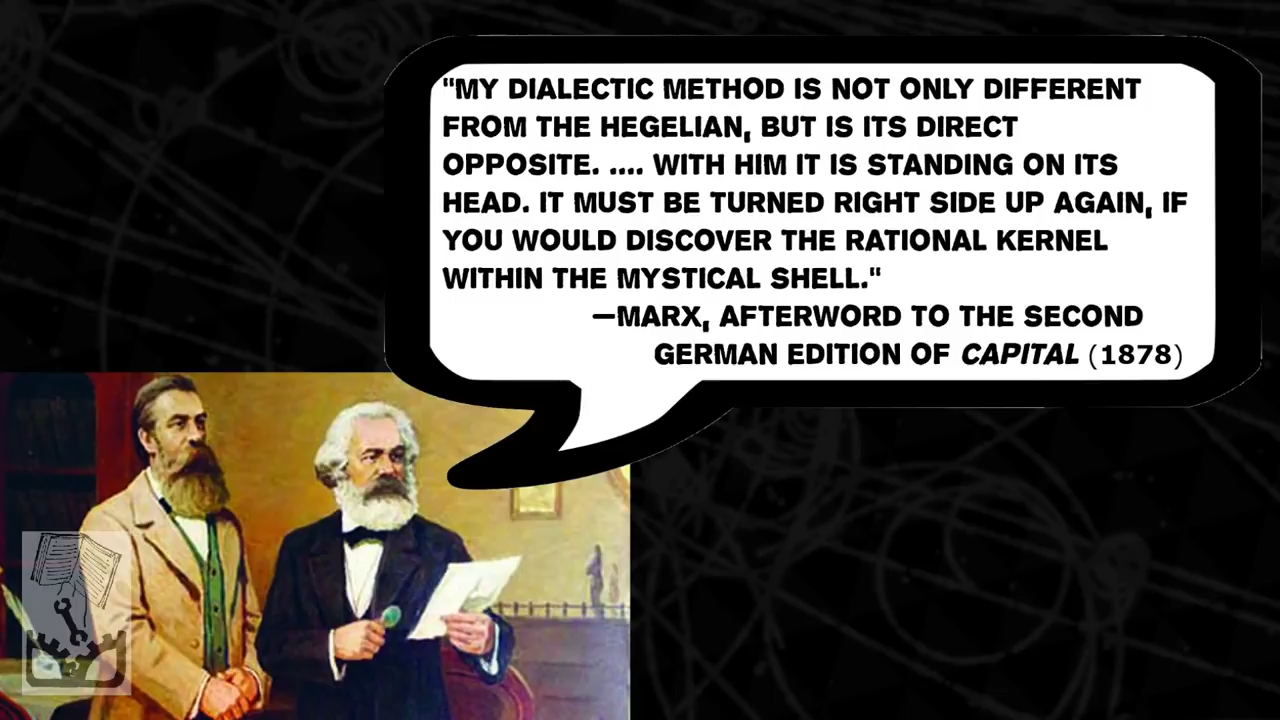 "MY DIALECTIC METHOD IS NOT ONLY DIFFERENT
FROM THE HEGELIAN, BUT IS ITS DIRECT
OPPOSITE. .... WITH HIM IT IS STANDING ON ITS
HEAD. IT MUST BE TURNED RIGHT SIDE UP AGAIN, IF
YOU WOULD DISCOVER THE RATIONAL KERNEL
WITHIN THE MYSTICAL SHELL."
—MARX, AFTERWORD TO THE SECOND
GERMAN EDITION OF CAPITAL (1878)